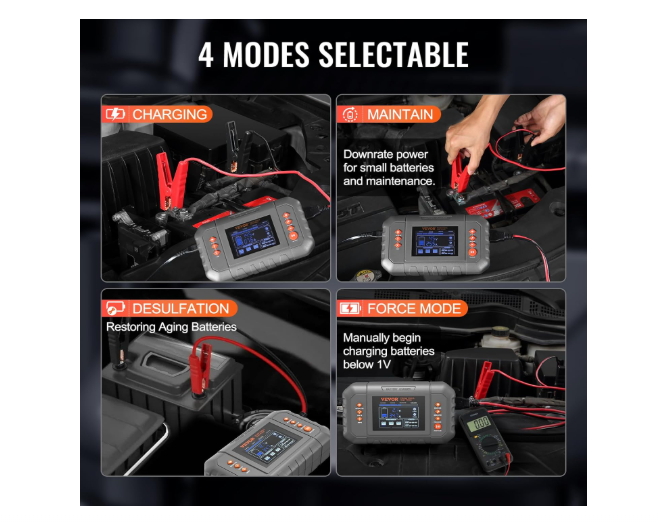 4 MODES SELECTABLE
CHARGING
MAINTAIN
Downrate power
for small batteries
and maintenance.
DESULFATION
Restoring Aging Batteries
FORCE MODE
Manually begin
charging batteries
below 1V
VEVOR